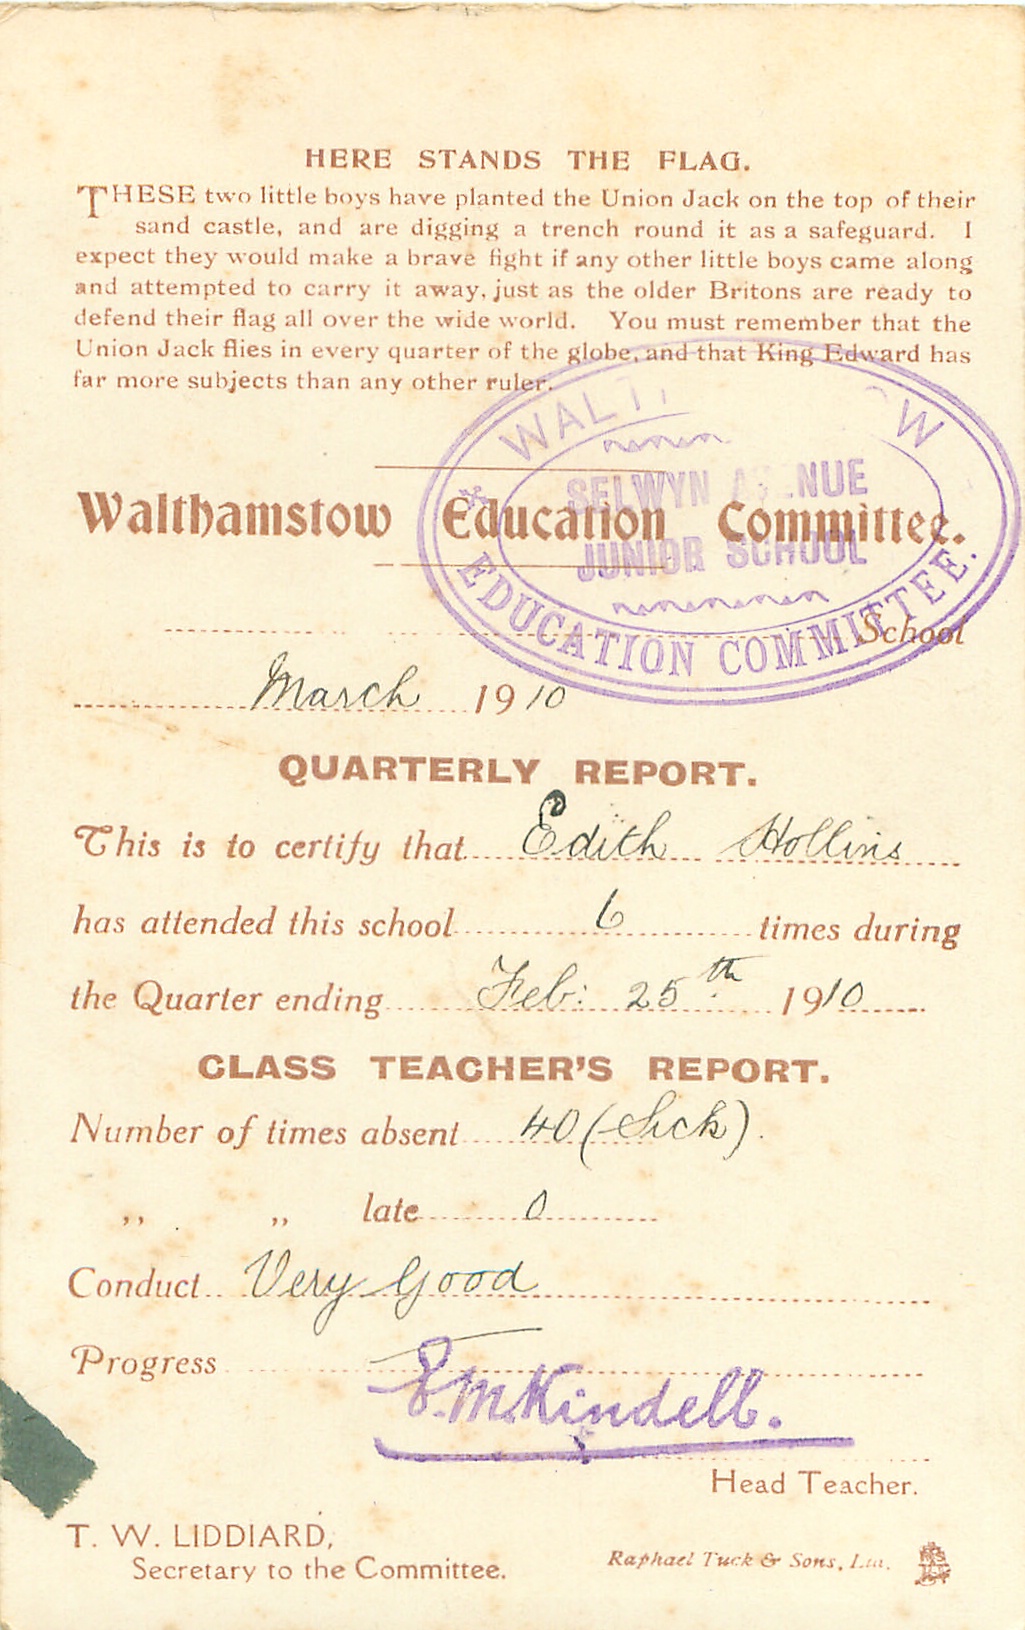 HERE STANDS THE FLAG.
THESE two little boys have planted the Union Jack on the top of their
sand castle, and are digging a trench round it as a safeguard. I
expect they would make a brave fight if any other little boys came along
and attempted to carry it away, just as the older Britons are ready to
defend their flag all over the wide world. You must remember that the
Union Jack flies in every quarter of the globe, and that King Edward has
far more subjects than any other ruler.
WALT W
SELWYN A NUE
Walthamstow Education Committee.
JUNIOR SCHOOL
EDUCATION COMMITTEE.
School
March 1910
QUARTERLY REPORT.
This is to certify that Edith Hollins
has attended this school 6 times during
the Quarter ending Feb: 25th 1910
CLASS TEACHER'S REPORT.
Number of times absent 40 (Sick).
,, ,, late 0
Conduct Very Good
Progress —
E. M. Kindell.
Head Teacher.
T. W. LIDDIARD,
Secretary to the Committee.
Raphael Tuck & Sons, Ltd.